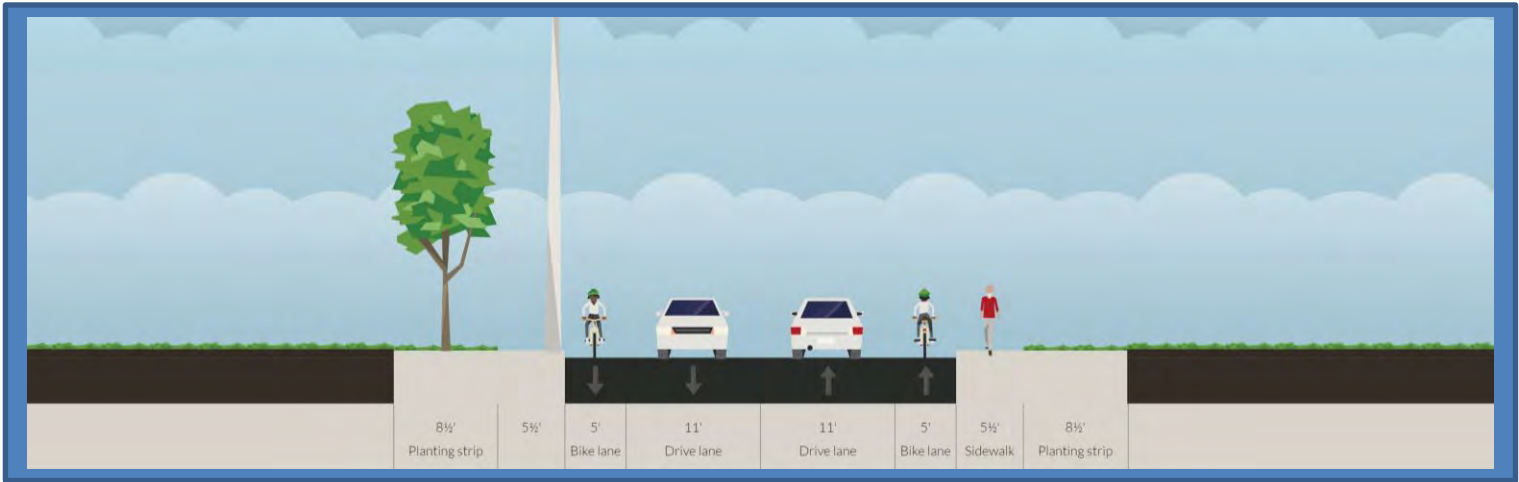 8½' 5½' 5' 11' 11' 5' 5½' 8½'
Planting strip Bike lane Drive lane Drive lane Bike lane Sidewalk Planting strip